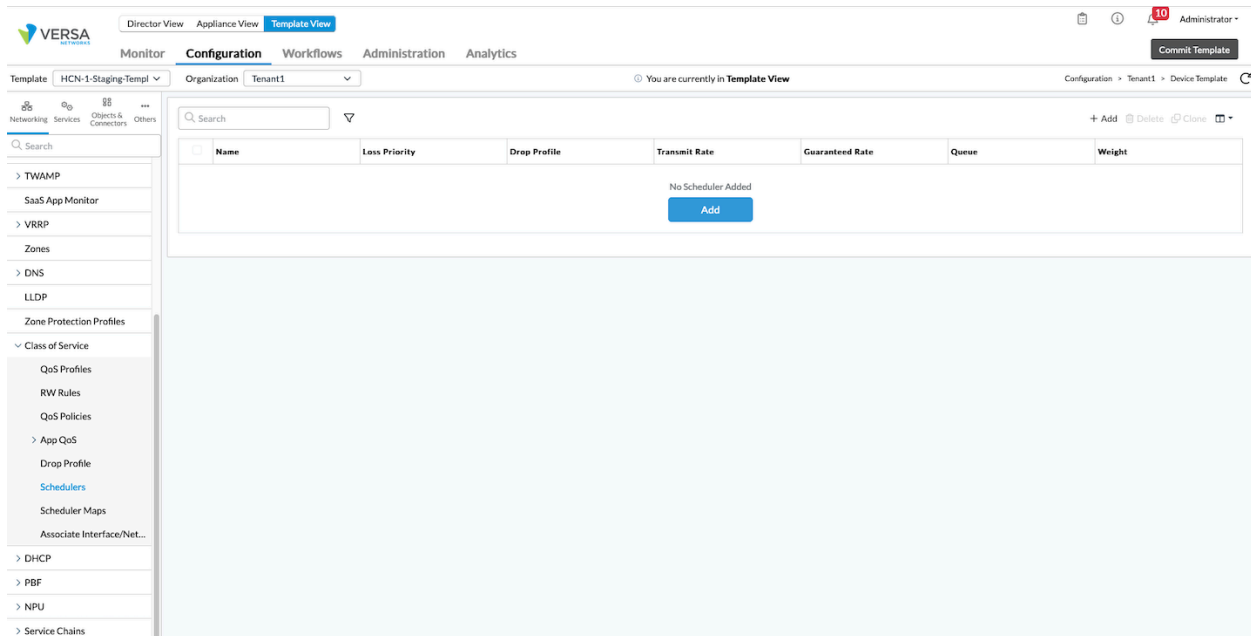 Director View Appliance View Template View
10
Administrator
VERSA
NETWORKS
Monitor Configuration Workflows Administration Analytics
Commit Template
Template HCN-1-Staging-Templ Organization Tenant1
You are currently in Template View
Configuration > Tenant1 > Device Template
Networking Services Objects & Connectors Others
Search
Search
+ Add Delete Clone
Name Loss Priority Drop Profile Transmit Rate Guaranteed Rate Queue Weight
No Scheduler Added
Add
> TWAMP
SaaS App Monitor
> VRRP
Zones
> DNS
LLDP
Zone Protection Profiles
Class of Service
QoS Profiles
RW Rules
QoS Policies
> App QoS
Drop Profile
Schedulers
Scheduler Maps
Associate Interface/Net...
> DHCP
> PBF
> NPU
> Service Chains